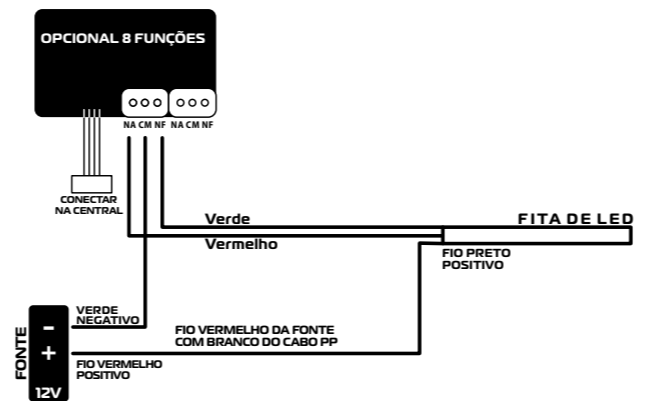 OPCIONAL 8 FUNÇÕES
NA CM NF NA CM NF
CONECTAR
NA CENTRAL
Verde
Vermelho
FITA DE LED
FIO PRETO
POSITIVO
FONTE
-
+
12V
VERDE
NEGATIVO
FIO VERMELHO DA FONTE
COM BRANCO DO CABO PP
FIO VERMELHO
POSITIVO